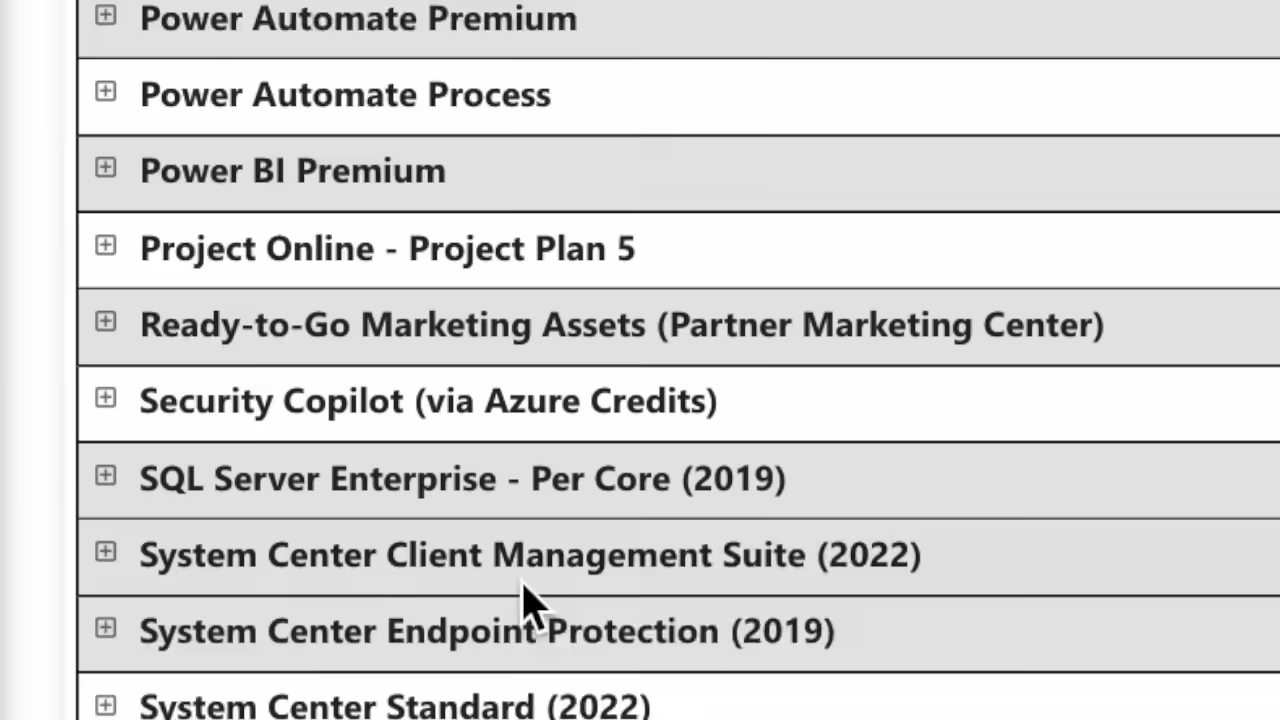 Power Automate Premium
Power Automate Process
Power BI Premium
Project Online - Project Plan 5
Ready-to-Go Marketing Assets (Partner Marketing Center)
Security Copilot (via Azure Credits)
SQL Server Enterprise - Per Core (2019)
System Center Client Management Suite (2022)
System Center Endpoint Protection (2019)
System Center Standard (2022)